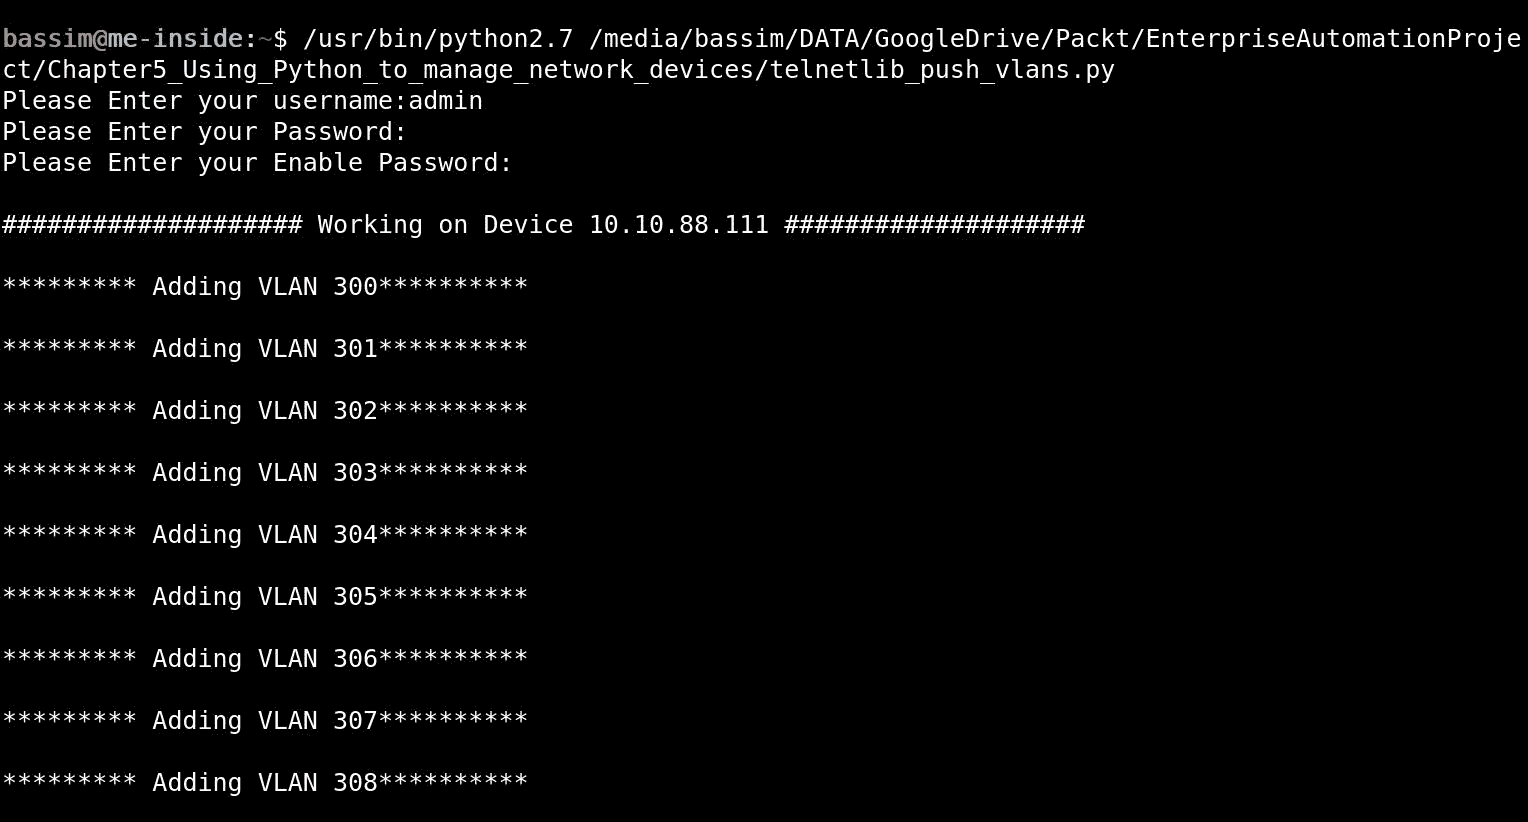 bassim@me-inside:~$ /usr/bin/python2.7 /media/bassim/DATA/GoogleDrive/Packt/EnterpriseAutomationProje
ct/Chapter5_Using_Python_to_manage_network_devices/telnetlib_push_vlans.py
Please Enter your username:admin
Please Enter your Password:
Please Enter your Enable Password:
#################### Working on Device 10.10.88.111 ####################
********* Adding VLAN 300**********
********* Adding VLAN 301**********
********* Adding VLAN 302**********
********* Adding VLAN 303**********
********* Adding VLAN 304**********
********* Adding VLAN 305**********
********* Adding VLAN 306**********
********* Adding VLAN 307**********
********* Adding VLAN 308**********